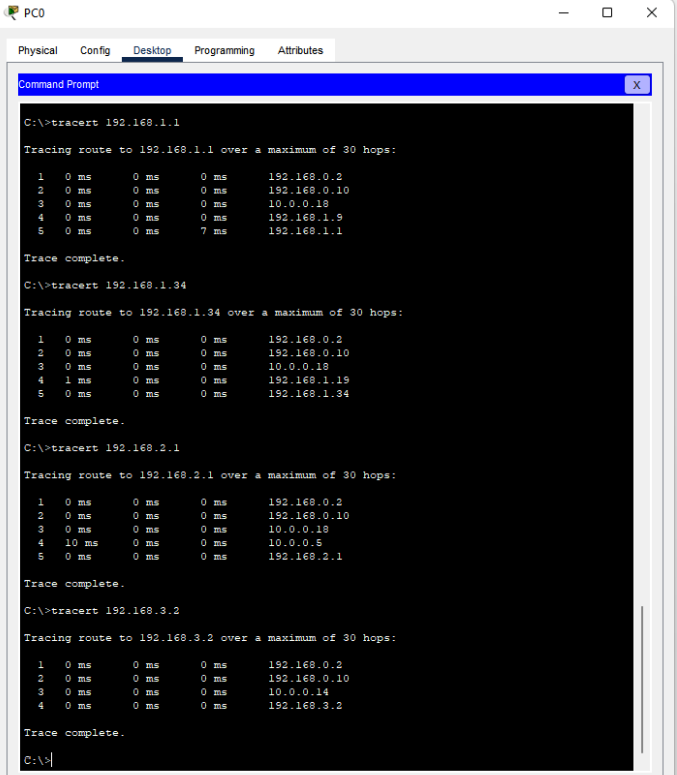 PC0
Physical Config Desktop Programming Attributes
Command Prompt X
C:\>tracert 192.168.1.1
Tracing route to 192.168.1.1 over a maximum of 30 hops:
1 0 ms 0 ms 0 ms 192.168.0.2
2 0 ms 0 ms 0 ms 192.168.0.10
3 0 ms 0 ms 0 ms 10.0.0.18
4 0 ms 0 ms 0 ms 192.168.1.9
5 0 ms 0 ms 7 ms 192.168.1.1
Trace complete.
C:\>tracert 192.168.1.34
Tracing route to 192.168.1.34 over a maximum of 30 hops:
1 0 ms 0 ms 0 ms 192.168.0.2
2 0 ms 0 ms 0 ms 192.168.0.10
3 0 ms 0 ms 0 ms 10.0.0.18
4 1 ms 0 ms 0 ms 192.168.1.19
5 0 ms 0 ms 0 ms 192.168.1.34
Trace complete.
C:\>tracert 192.168.2.1
Tracing route to 192.168.2.1 over a maximum of 30 hops:
1 0 ms 0 ms 0 ms 192.168.0.2
2 0 ms 0 ms 0 ms 192.168.0.10
3 0 ms 0 ms 0 ms 10.0.0.18
4 10 ms 0 ms 0 ms 10.0.0.5
5 0 ms 0 ms 0 ms 192.168.2.1
Trace complete.
C:\>tracert 192.168.3.2
Tracing route to 192.168.3.2 over a maximum of 30 hops:
1 0 ms 0 ms 0 ms 192.168.0.2
2 0 ms 0 ms 0 ms 192.168.0.10
3 0 ms 0 ms 0 ms 10.0.0.14
4 0 ms 0 ms 0 ms 192.168.3.2
Trace complete.
C:\>